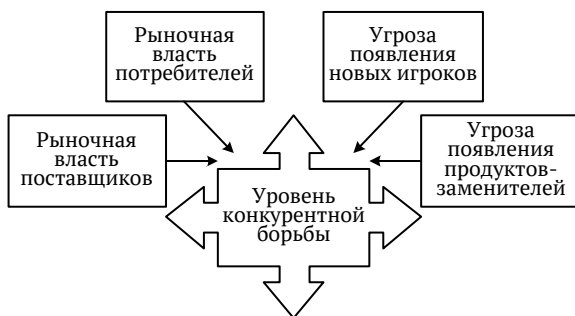 Рыночная
власть
потребителей
Угроза
появления
новых игроков
Рыночная
власть
поставщиков
Угроза
появления
продуктов-
заменителей
Уровень
конкурентной
борьбы